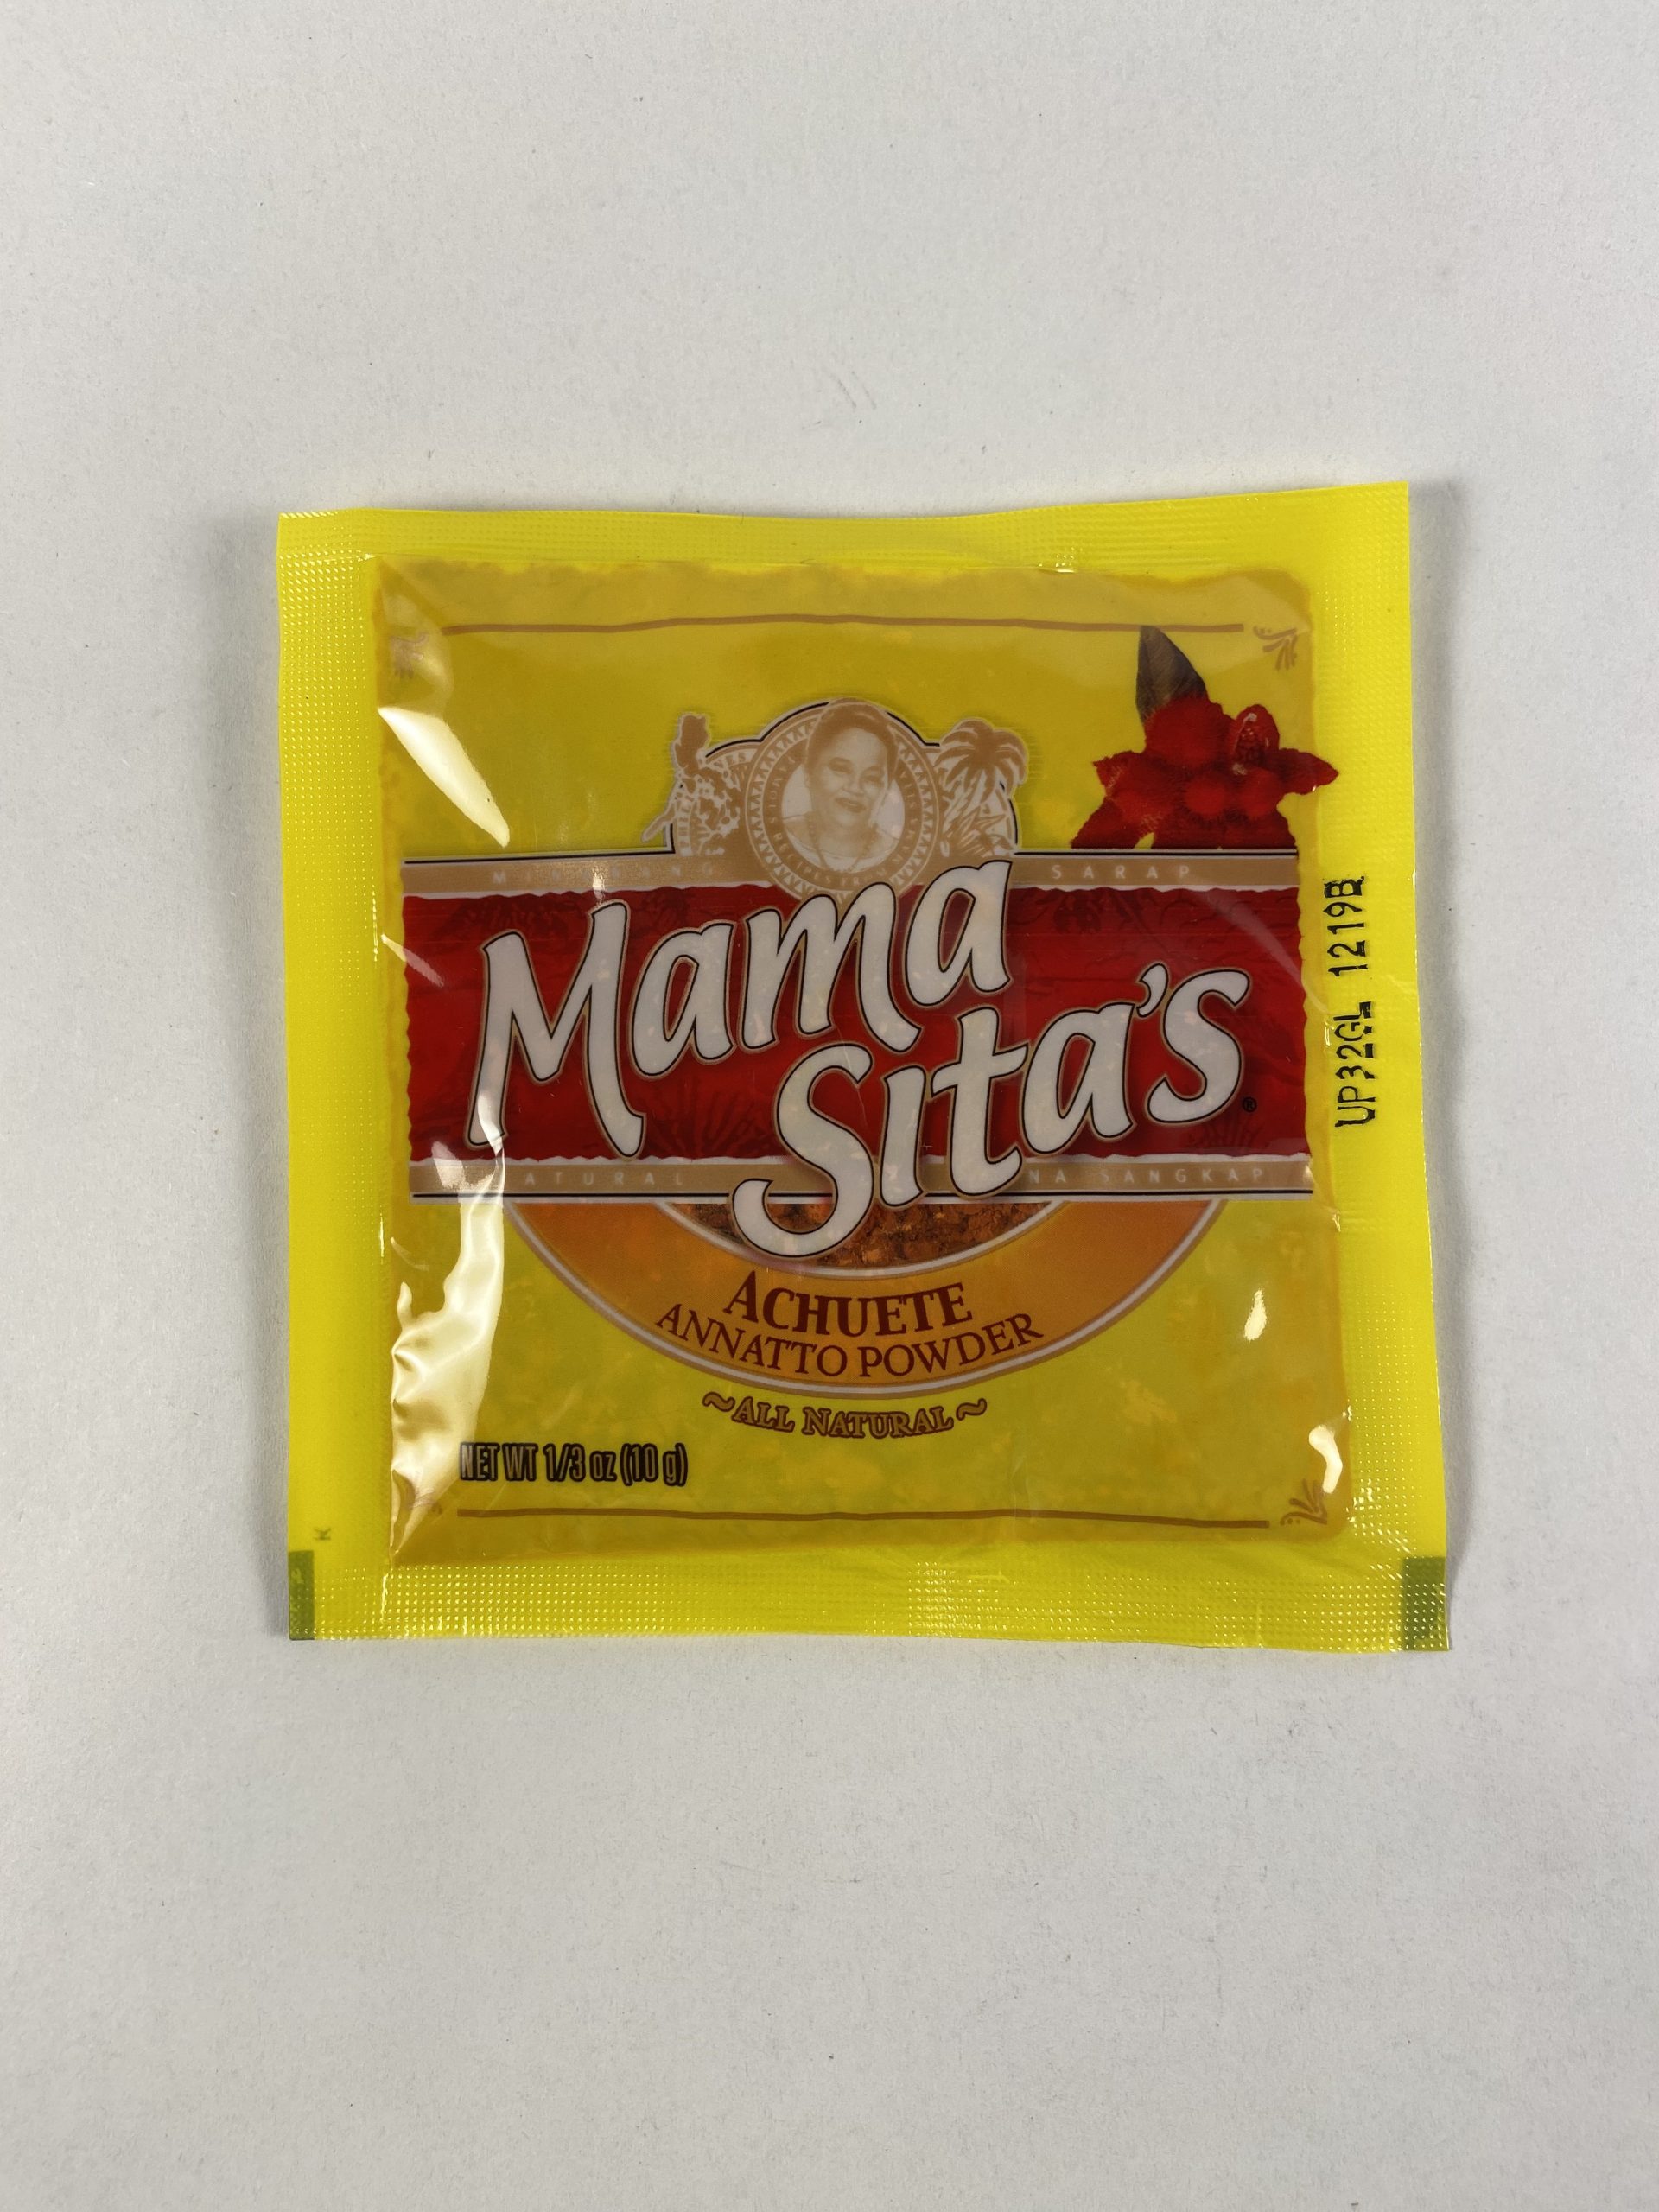 SARAP
Mama
Sita's
®
NATURAL NA SANGKAP
ACHUETE
ANNATTO POWDER
~ALL NATURAL~
NET WT 1/3 oz (10 g)
UP32GL 1219B
K